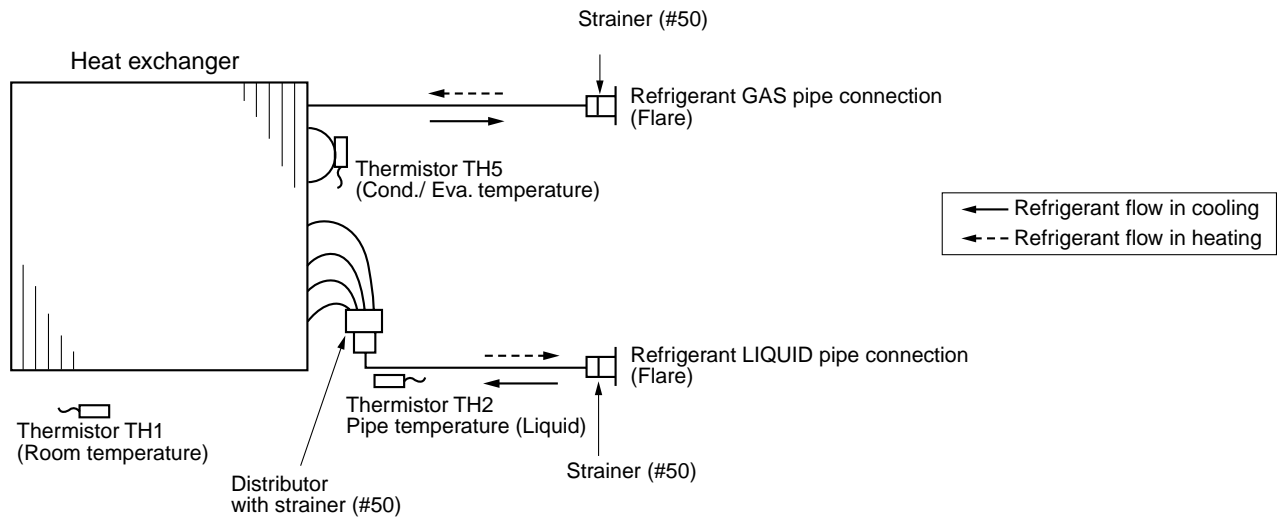 Strainer (#50)
Heat exchanger
Refrigerant GAS pipe connection
(Flare)
Thermistor TH5
(Cond./ Eva. temperature)
Refrigerant flow in cooling
Refrigerant flow in heating
Refrigerant LIQUID pipe connection
(Flare)
Thermistor TH2
Pipe temperature (Liquid)
Thermistor TH1
(Room temperature)
Strainer (#50)
Distributor
with strainer (#50)